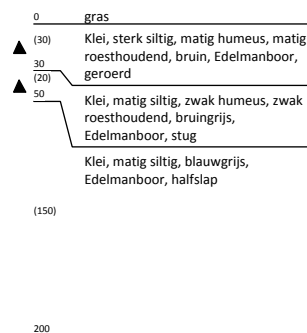 0 gras
(30) Klei, sterk siltig, matig humeus, matig
roesthoudend, bruin, Edelmanboor,
30 geroerd
(20)
50 Klei, matig siltig, zwak humeus, zwak
roesthoudend, bruingrijs,
Edelmanboor, stug
Klei, matig siltig, blauwgrijs,
Edelmanboor, halfslap
(150)
200